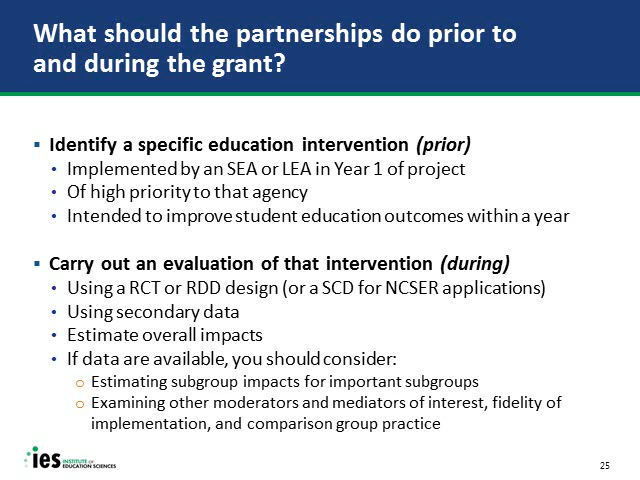 What should the partnerships do prior to
and during the grant?
▪ Identify a specific education intervention (prior)
• Implemented by an SEA or LEA in Year 1 of project
• Of high priority to that agency
• Intended to improve student education outcomes within a year
▪ Carry out an evaluation of that intervention (during)
• Using a RCT or RDD design (or a SCD for NCSER applications)
• Using secondary data
• Estimate overall impacts
• If data are available, you should consider:
o Estimating subgroup impacts for important subgroups
o Examining other moderators and mediators of interest, fidelity of
implementation, and comparison group practice
ies INSTITUTE OF
EDUCATION SCIENCES
25